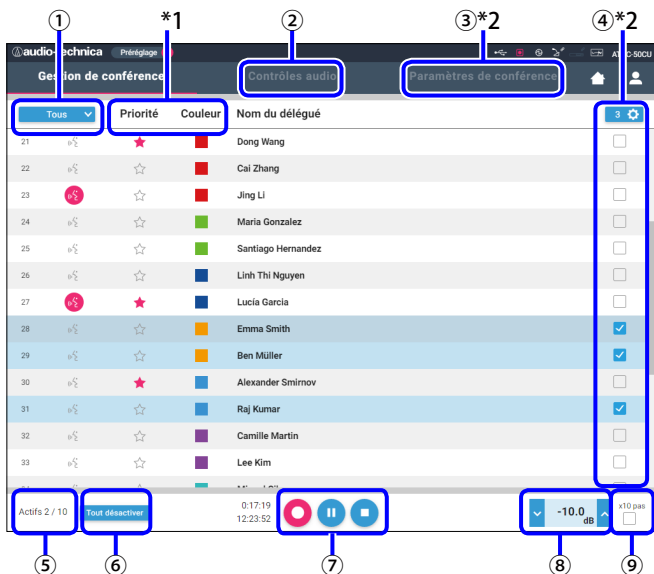 ① *1 ② ③*2 ④*2
audio-technica Préréglage ATUC-50CU
Gestion de conférence Contrôles audio Paramètres de conférence
Tous Priorité Couleur Nom du délégué 3
21 Dong Wang
22 Cai Zhang
23 Jing Li
24 Maria Gonzalez
25 Santiago Hernandez
26 Linh Thi Nguyen
27 Lucía Garcia
28 Emma Smith
29 Ben Müller
30 Alexander Smirnov
31 Raj Kumar
32 Camille Martin
33 Lee Kim
Actifs 2 / 10 Tout désactiver 0:17:19 -10.0 x10 pas
12:23:52 dB
⑤ ⑥ ⑦ ⑧ ⑨